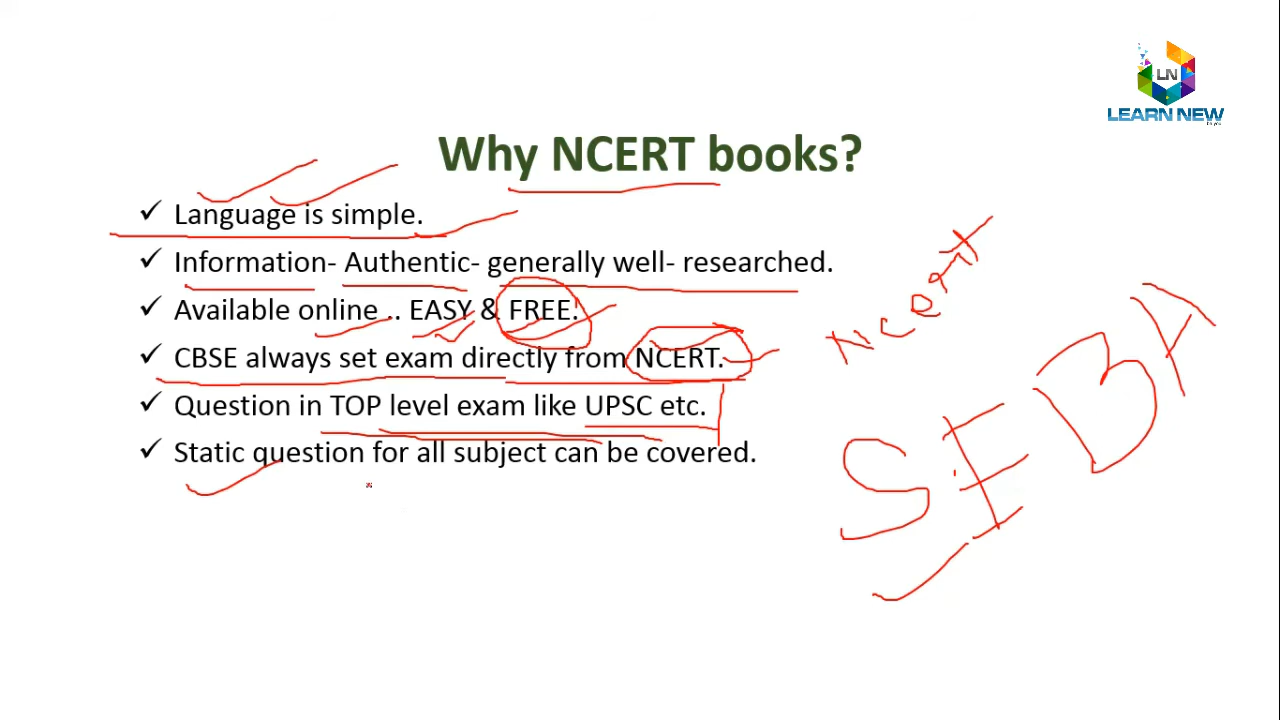 LN
LEARN NEW
Why NCERT books?
✓ Language is simple.
✓ Information- Authentic- generally well- researched.
✓ Available online .. EASY & FREE!
✓ CBSE always set exam directly from NCERT.
✓ Question in TOP level exam like UPSC etc.
✓ Static question for all subject can be covered.
Ncert
SEBA